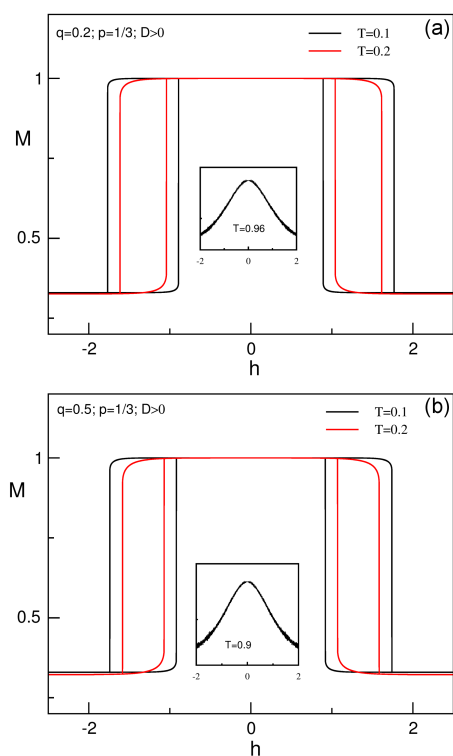 q=0.2; p=1/3; D>0
(a)
T=0.1
T=0.2
1
M
0.5
T=0.96
-2
0
2
-2
0
2
h
q=0.5; p=1/3; D>0
(b)
T=0.1
T=0.2
1
M
0.5
T=0.9
-2
0
2
-2
0
2
h